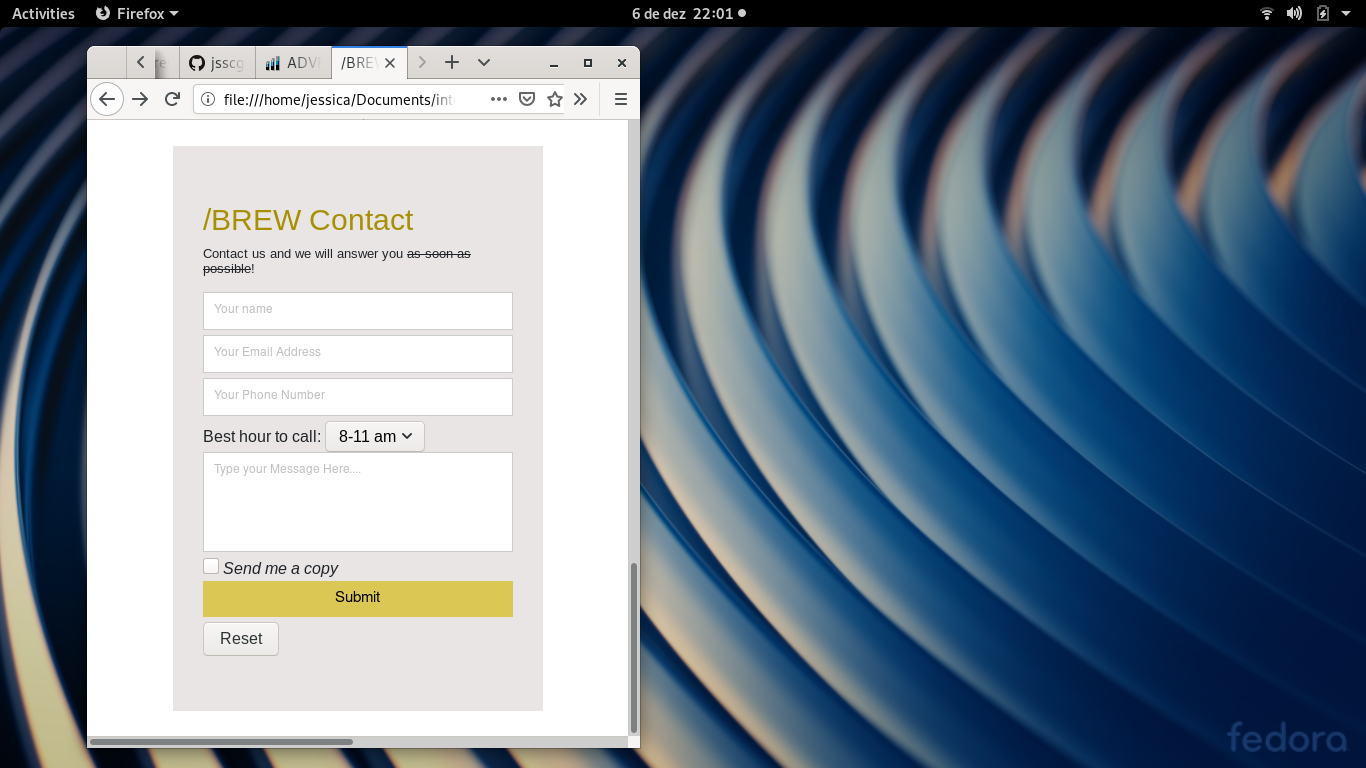 Activities Firefox 6 de dez 22:01
jsscg ADVI /BREW
file:///home/jessica/Documents/int
/BREW Contact
Contact us and we will answer you as soon as
possible!
Your name
Your Email Address
Your Phone Number
Best hour to call: 8-11 am
Type your Message Here....
Send me a copy
Submit
Reset
fedora